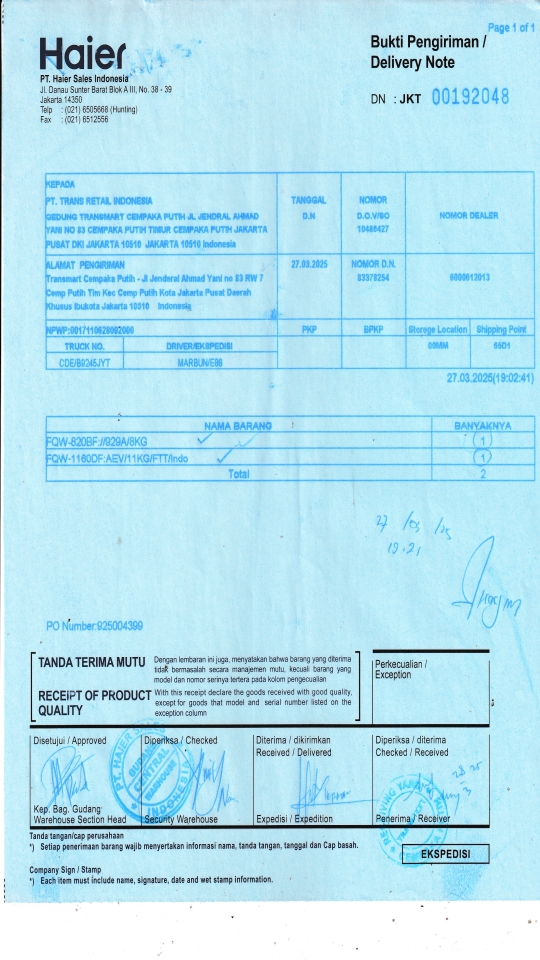 Page 1 of 1
Haier
Bukti Pengiriman /
Delivery Note
PT. Haier Sales Indonesia
Jl. Danau Sunter Barat Blok A III, No. 38 - 39
Jakarta 14350
Telp : (021) 6505668 (Hunting)
Fax : (021) 6512556
DN : JKT 00192048
KEPADA
PT. TRANS RETAIL INDONESIA
GEDUNG TRANSMART CEMPAKA PUTIH JL JENDRAL AHMAD
YANI NO 83 CEMPAKA PUTIH TIMUR CEMPAKA PUTIH JAKARTA
PUSAT DKI JAKARTA 10510 JAKARTA 10510 Indonesia
TANGGAL
D.N
NOMOR
D.O.V/SO
10486427
NOMOR DEALER
ALAMAT PENGIRIMAN
Transmart Cempaka Putih - Jl Jenderal Ahmad Yani no 83 RW 7
Cemp Putih Tim Kec Cemp Putih Kota Jakarta Pusat Daerah
Khusus Ibukota Jakarta 10510 Indonesia
27.03.2025
NOMOR D.N.
83378254
6000612013
NPWP:0017110628092000
PKP
BPKP
Storege Location
Shipping Point
TRUCK NO.
DRIVER/EKSPEDISI
CDE/B9245JYT
MARBUN/E86
27.03.2025(19:02:41)
NAMA BARANG
BANYAKNYA
FQW-820BF://929A/8KG
1
FQW-1160DF:AEV/11KG/FTT/Indo
1
Total
2
27 /03 /25
19.21
PO Number:925004399
TANDA TERIMA MUTU
Dengan lembaran ini juga, menyatakan bahwa barang yang diterima
tidak bermasalah secara manajemen mutu, kecuali barang yang
model dan nomor serinya tertera pada kolom pengecualian
RECEIPT OF PRODUCT
QUALITY
With this receipt declare the goods received with good quality,
except for goods that model and serial number listed on the
exception column
Perkecualian /
Exception
Disetujui / Approved
Diperiksa / Checked
Diterima / dikirimkan
Received / Delivered
Diperiksa / diterima
Checked / Received
Kep. Bag. Gudang
Warehouse Section Head
Security Warehouse
Expedisi / Expedition
Penerima / Receiver
Tanda tangan/cap perusahaan
*) Setiap penerimaan barang wajib menyertakan informasi nama, tanda tangan, tanggal dan Cap basah.
EKSPEDISI
Company Sign / Stamp
*) Each item must include name, signature, date and wet stamp information.